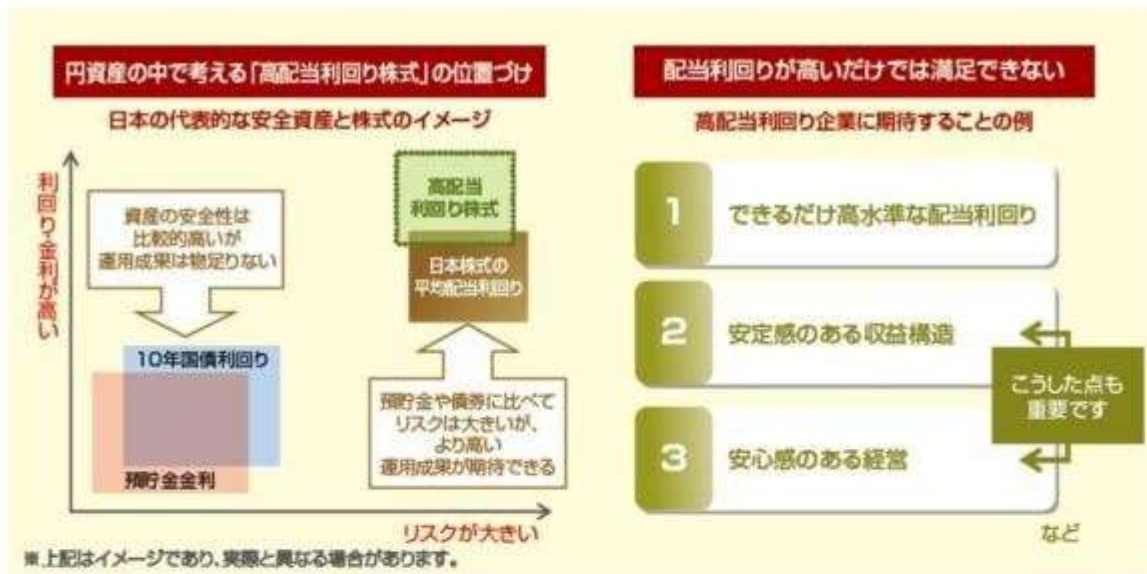 円資産の中で考える「高配当利回り株式」の位置づけ
日本の代表的な安全資産と株式のイメージ
利回り・金利が高い
資産の安全性は
比較的高いが
運用成果は物足りない
高配当
利回り株式
日本株式の
平均配当利回り
10年国債利回り
預貯金金利
預貯金や債券に比べて
リスクは大きいが、
より高い
運用成果が期待できる
リスクが大きい
※上記はイメージであり、実際と異なる場合があります。
配当利回りが高いだけでは満足できない
高配当利回り企業に期待することの例
1 できるだけ高水準な配当利回り
2 安定感のある収益構造
3 安心感のある経営
こうした点も
重要です
など